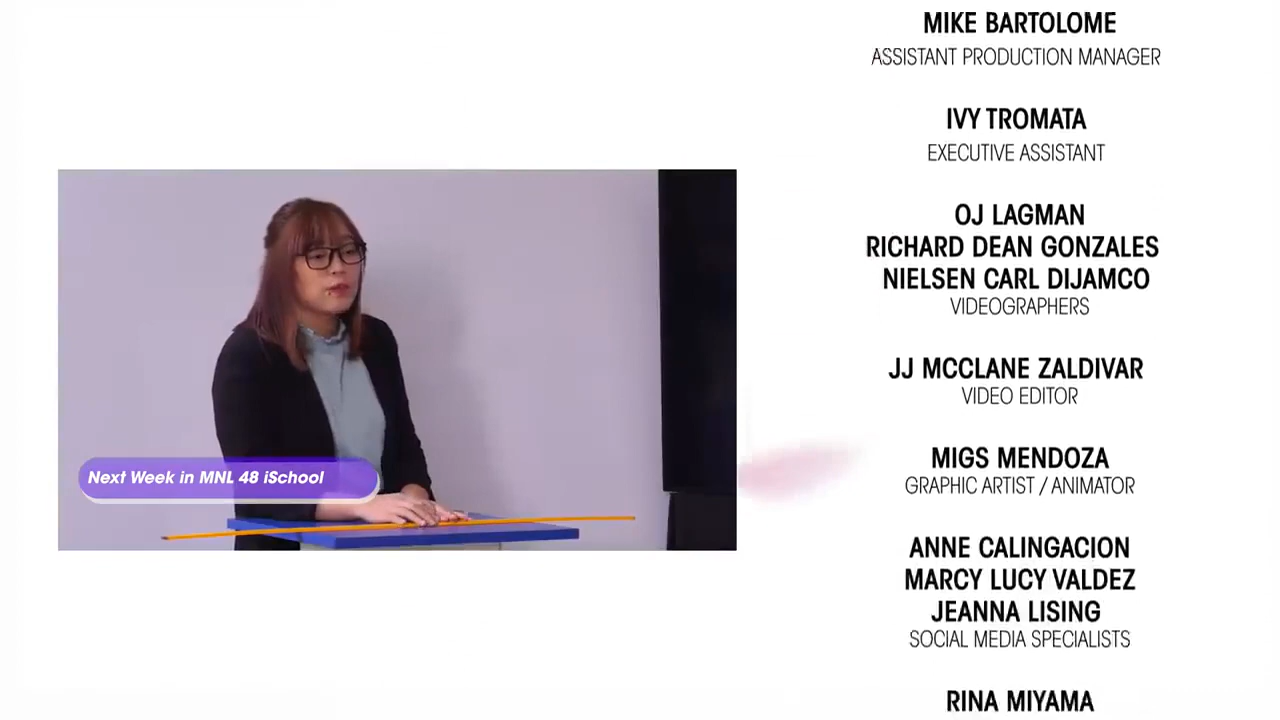 MIKE BARTOLOME
ASSISTANT PRODUCTION MANAGER
IVY TROMATA
EXECUTIVE ASSISTANT
OJ LAGMAN
RICHARD DEAN GONZALES
NIELSEN CARL DIJAMCO
VIDEOGRAPHERS
JJ MCCLANE ZALDIVAR
VIDEO EDITOR
MIGS MENDOZA
GRAPHIC ARTIST / ANIMATOR
ANNE CALINGACION
MARCY LUCY VALDEZ
JEANNA LISING
SOCIAL MEDIA SPECIALISTS
RINA MIYAMA
Next Week in MNL 48 iSchool